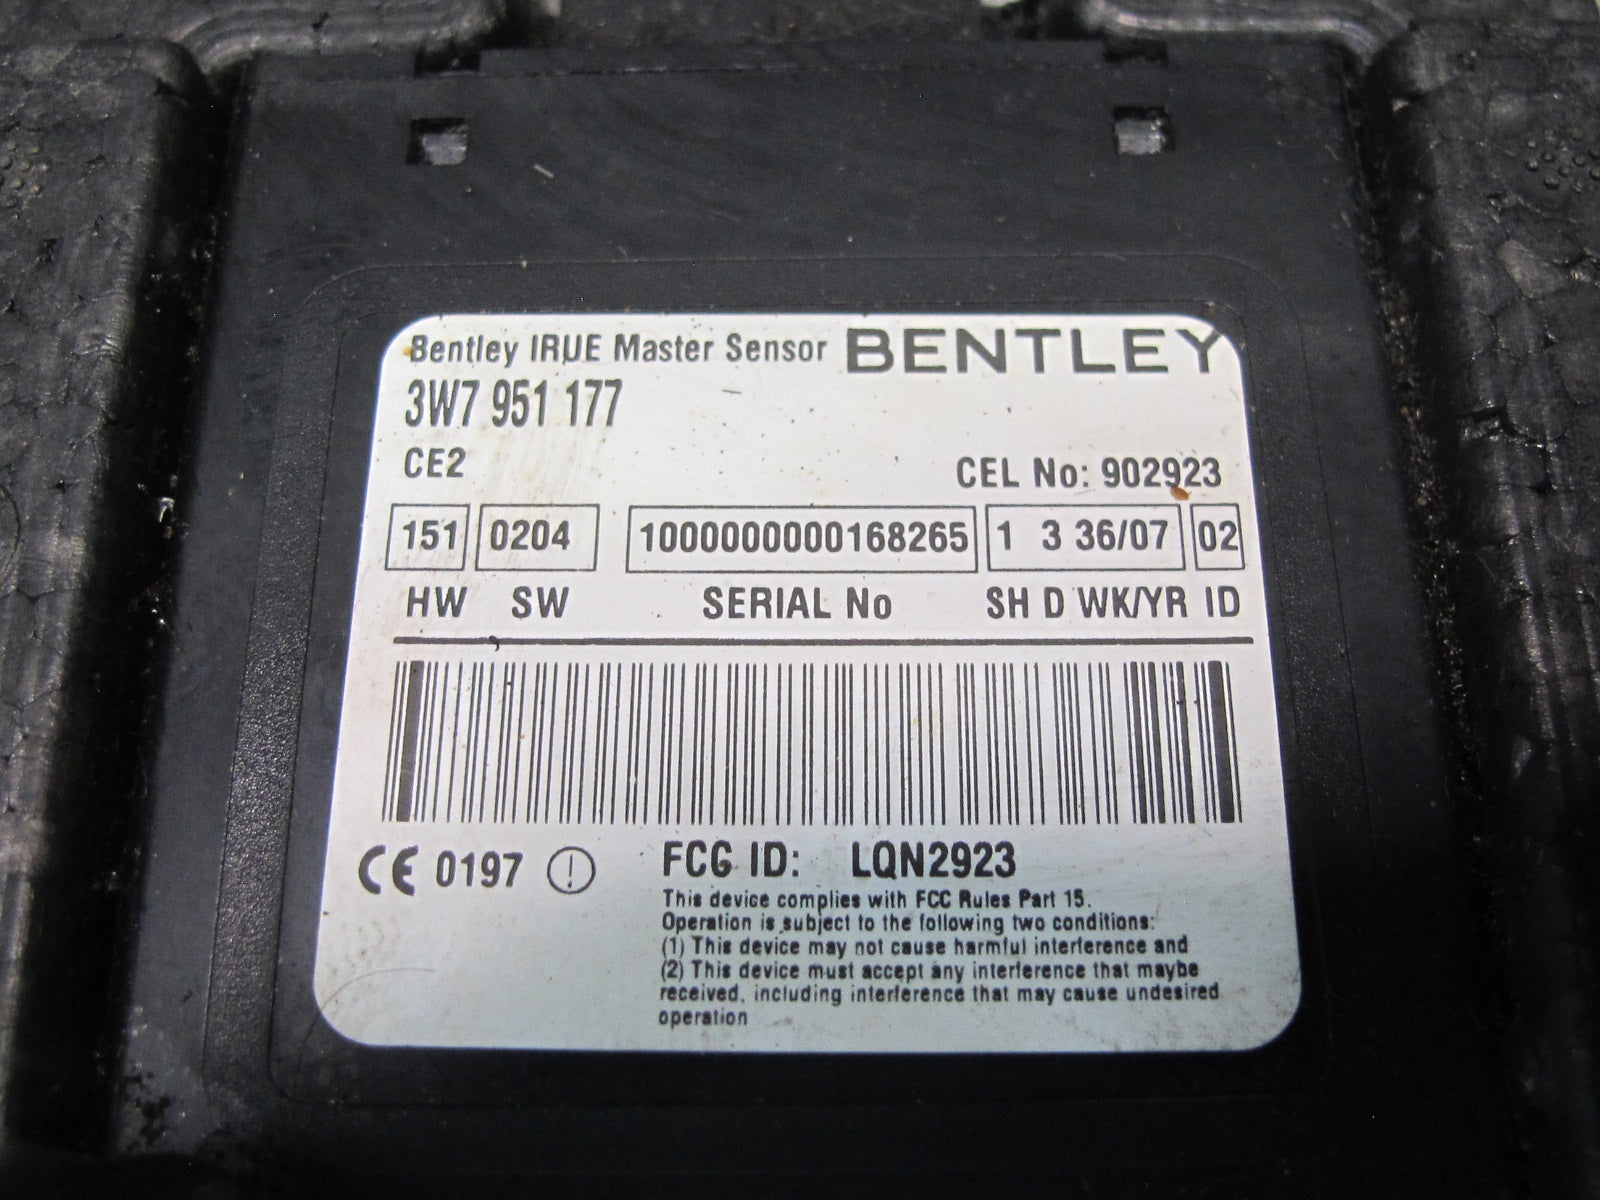 Bentley IRUE Master Sensor BENTLEY
3W7 951 177
CE2
CEL No: 902923
151 0204 1000000000168265 1 3 36/07 02
HW SW SERIAL No SH D WK/YR ID
CE 0197 FCC ID: LQN2923
This device complies with FCC Rules Part 15.
Operation is subject to the following two conditions:
(1) This device may not cause harmful interference and
(2) This device must accept any interference that maybe
received, including interference that may cause undesired
operation